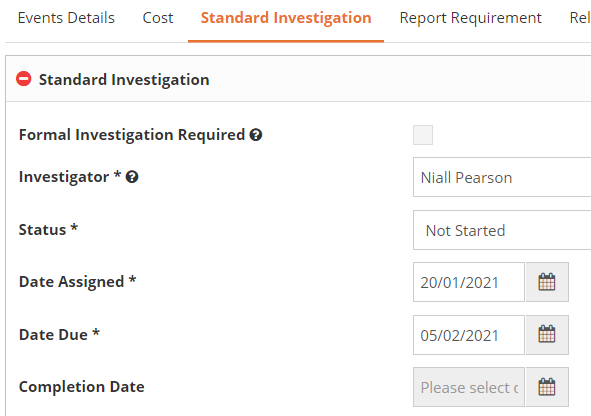 Events Details Cost Standard Investigation Report Requirement Rel
Standard Investigation
Formal Investigation Required
Investigator * Niall Pearson
Status * Not Started
Date Assigned * 20/01/2021
Date Due * 05/02/2021
Completion Date Please select d